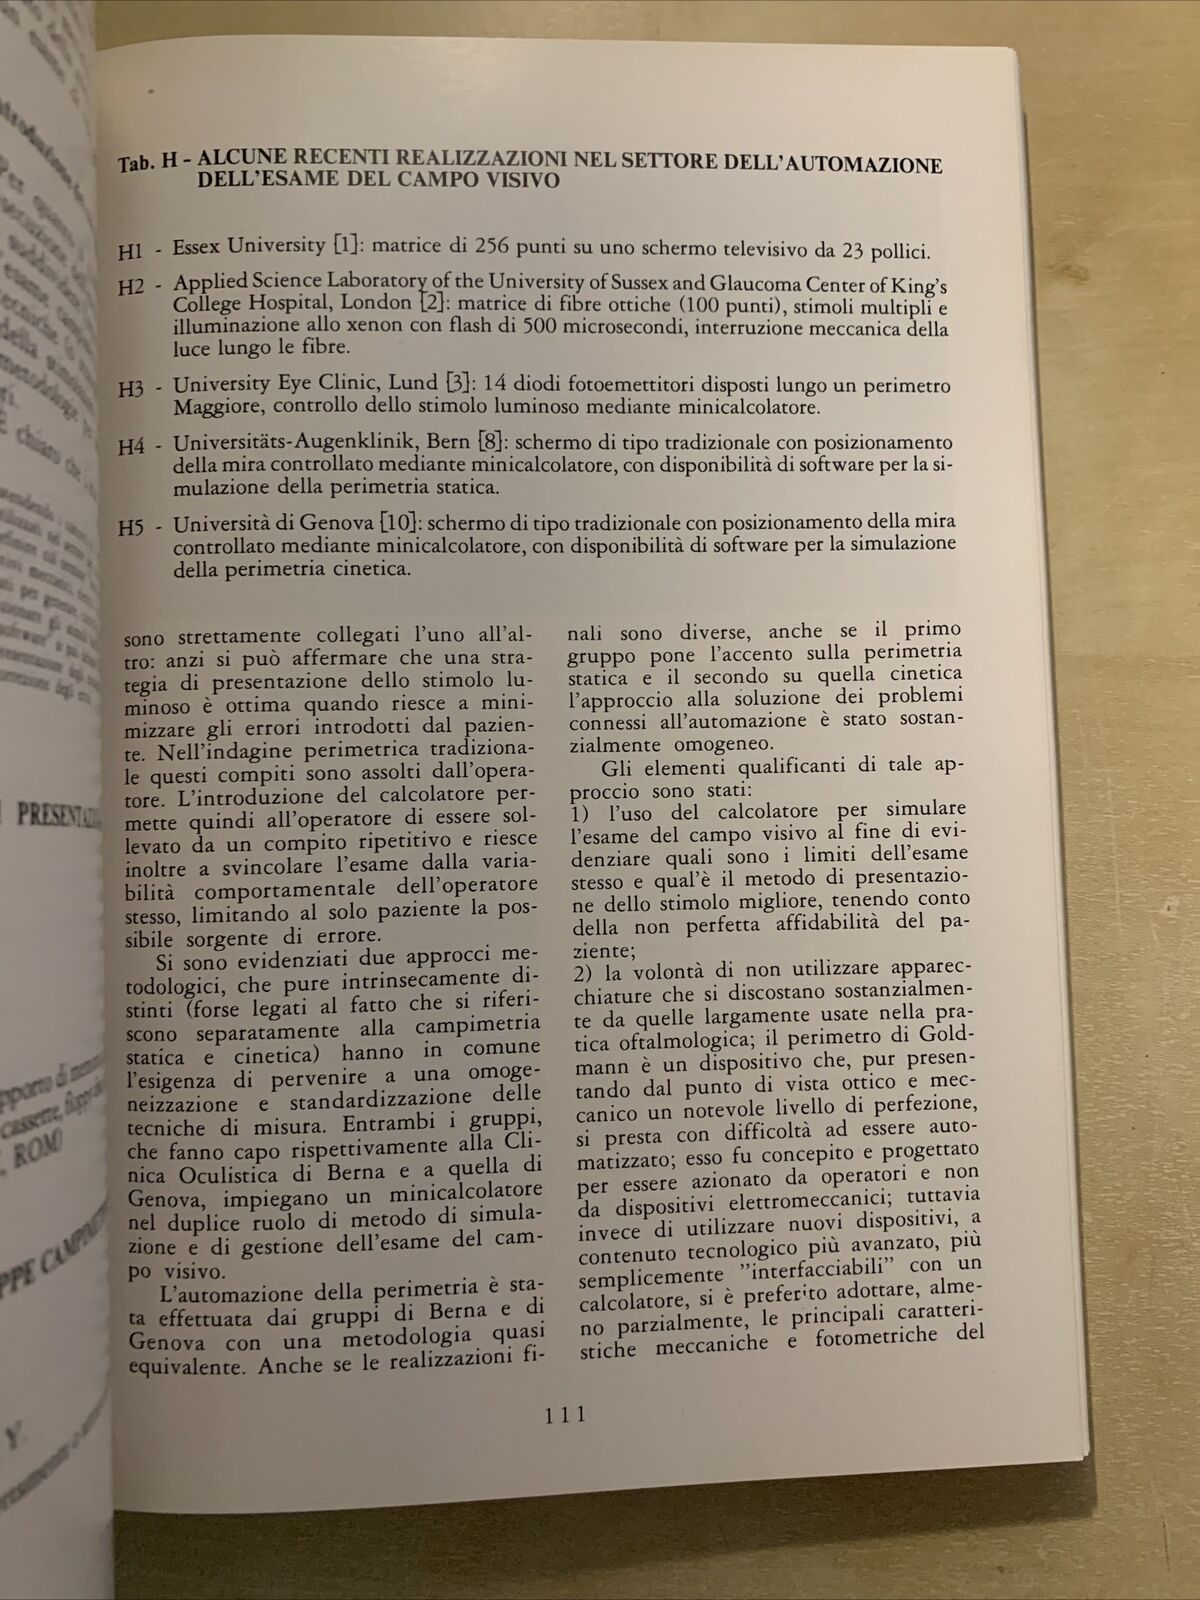 Tab. H - ALCUNE RECENTI REALIZZAZIONI NEL SETTORE DELL'AUTOMAZIONE
DELL'ESAME DEL CAMPO VISIVO
H1 - Essex University [1]: matrice di 256 punti su uno schermo televisivo da 23 pollici.
H2 - Applied Science Laboratory of the University of Sussex and Glaucoma Center of King's
College Hospital, London [2]: matrice di fibre ottiche (100 punti), stimoli multipli e
illuminazione allo xenon con flash di 500 microsecondi, interruzione meccanica della
luce lungo le fibre.
H3 - University Eye Clinic, Lund [3]: 14 diodi fotoemettitori disposti lungo un perimetro
Maggiore, controllo dello stimolo luminoso mediante minicalcolatore.
H4 - Universitäts-Augenklinik, Bern [8]: schermo di tipo tradizionale con posizionamento
della mira controllato mediante minicalcolatore, con disponibilità di software per la si-
mulazione della perimetria statica.
H5 - Università di Genova [10]: schermo di tipo tradizionale con posizionamento della mira
controllato mediante minicalcolatore, con disponibilità di software per la simulazione
della perimetria cinetica.
sono strettamente collegati l'uno all'al-
tro: anzi si può affermare che una stra-
tegia di presentazione dello stimolo lu-
minoso è ottima quando riesce a mini-
mizzare gli errori introdotti dal pazien-
te. Nell'indagine perimetrica tradiziona-
le questi compiti sono assolti dall'opera-
tore. L'introduzione del calcolatore per-
mette quindi all'operatore di essere sol-
levato da un compito ripetitivo e riesce
inoltre a svincolare l'esame dalla varia-
bilità comportamentale dell'operatore
stesso, limitando al solo paziente la pos-
sibile sorgente di errore.
Si sono evidenziati due approcci me-
todologici, che pure intrinsecamente di-
stinti (forse legati al fatto che si riferi-
scono separatamente alla campimetria
statica e cinetica) hanno in comune
l'esigenza di pervenire a una omoge-
neizzazione e standardizzazione delle
tecniche di misura. Entrambi i gruppi,
che fanno capo rispettivamente alla Cli-
nica Oculistica di Berna e a quella di
Genova, impiegano un minicalcolatore
nel duplice ruolo di metodo di simula-
zione e di gestione dell'esame del cam-
po visivo.
L'automazione della perimetria è sta-
ta effettuata dai gruppi di Berna e di
Genova con una metodologia quasi
equivalente. Anche se le realizzazioni fi-
nali sono diverse, anche se il primo
gruppo pone l'accento sulla perimetria
statica e il secondo su quella cinetica
l'approccio alla soluzione dei problemi
connessi all'automazione è stato sostan-
zialmente omogeneo.
Gli elementi qualificanti di tale ap-
proccio sono stati:
1) l'uso del calcolatore per simulare
l'esame del campo visivo al fine di evi-
denziare quali sono i limiti dell'esame
stesso e qual'è il metodo di presentazio-
ne dello stimolo migliore, tenendo conto
della non perfetta affidabilità del pa-
ziente;
2) la volontà di non utilizzare apparec-
chiature che si discostano sostanzialmen-
te da quelle largamente usate nella pra-
tica oftalmologica; il perimetro di Gold-
mann è un dispositivo che, pur presen-
tando dal punto di vista ottico e mec-
canico un notevole livello di perfezione,
si presta con difficoltà ad essere auto-
matizzato; esso fu concepito e progettato
per essere azionato da operatori e non
da dispositivi elettromeccanici; tuttavia
invece di utilizzare nuovi dispositivi, a
contenuto tecnologico più avanzato, più
semplicemente "interfacciabili" con un
calcolatore, si è preferito adottare, alme-
no parzialmente, le principali caratteri-
stiche meccaniche e fotometriche del
111